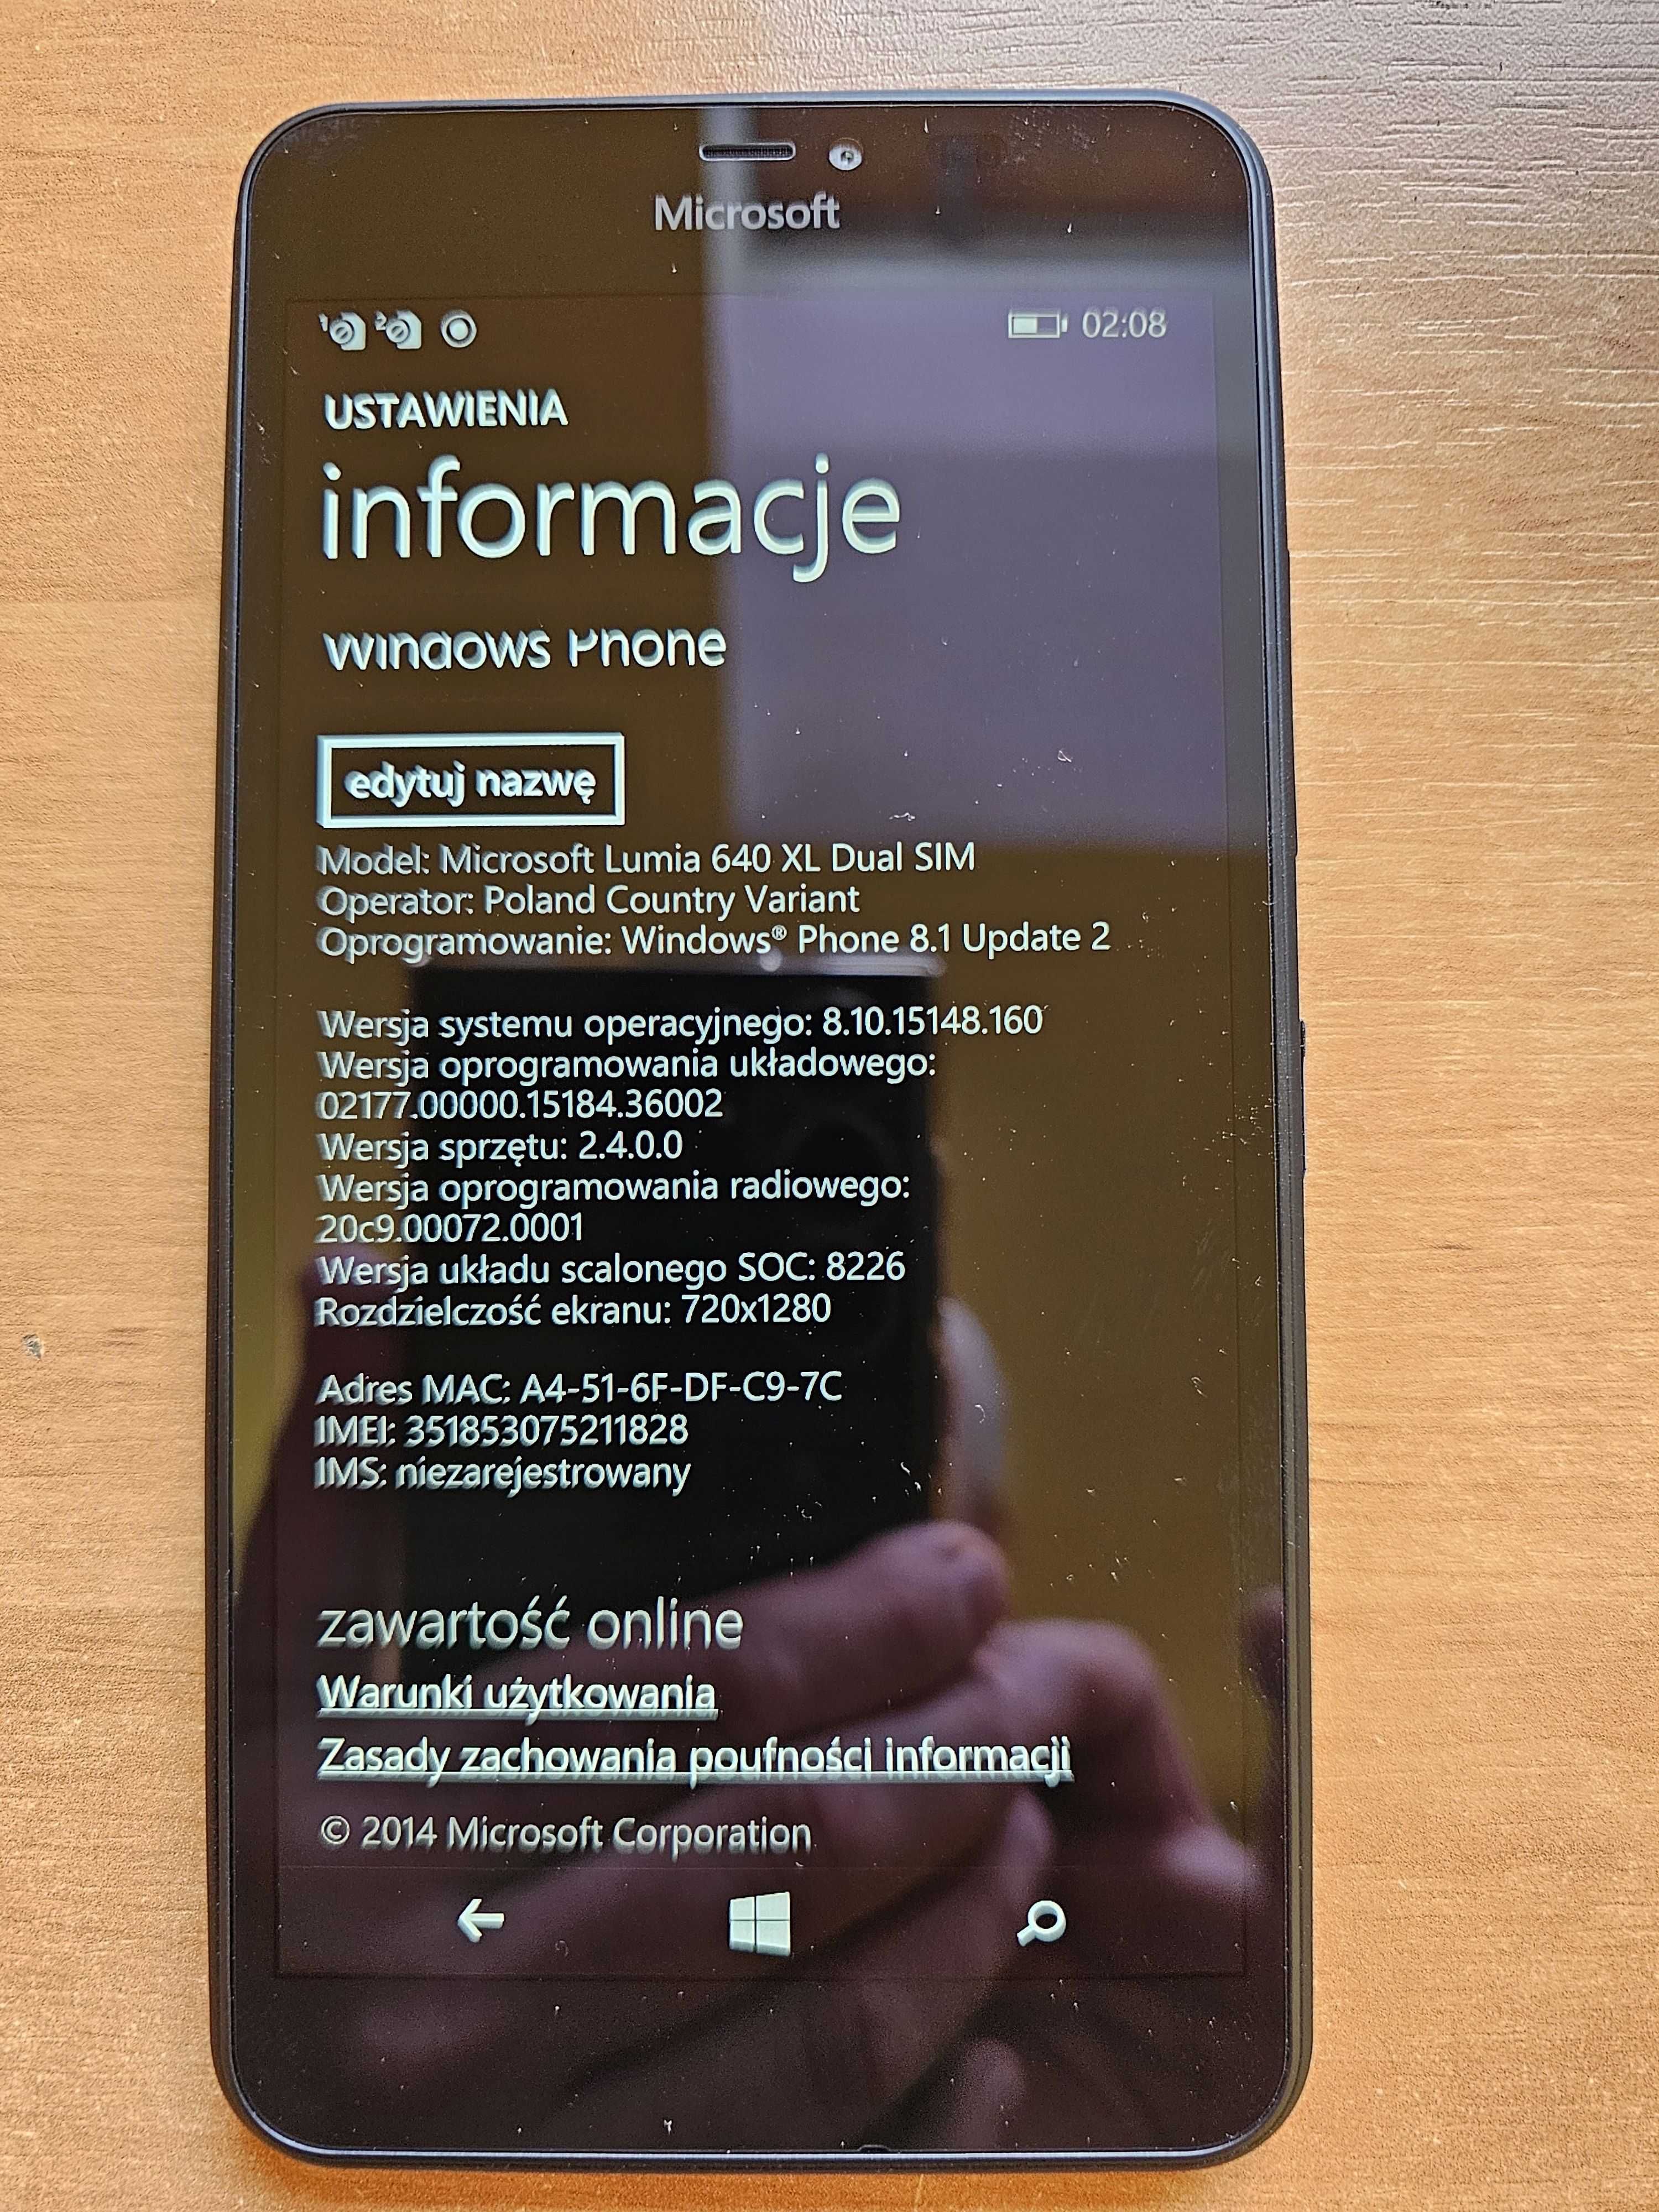 Microsoft
02:08
USTAWIENIA
informacje
Windows Phone
edytuj nazwę
Model: Microsoft Lumia 640 XL Dual SIM
Operator: Poland Country Variant
Oprogramowanie: Windows® Phone 8.1 Update 2
Wersja systemu operacyjnego: 8.10.15148.160
Wersja oprogramowania układowego:
02177.00000.15184.36002
Wersja sprzętu: 2.4.0.0
Wersja oprogramowania radiowego:
20c9.00072.0001
Wersja układu scalonego SOC: 8226
Rozdzielczość ekranu: 720x1280
Adres MAC: A4-51-6F-DF-C9-7C
IMEI: 351853075211828
IMS: niezarejestrowany
zawartość online
Warunki użytkowania
Zasady zachowania poufności informacji
© 2014 Microsoft Corporation